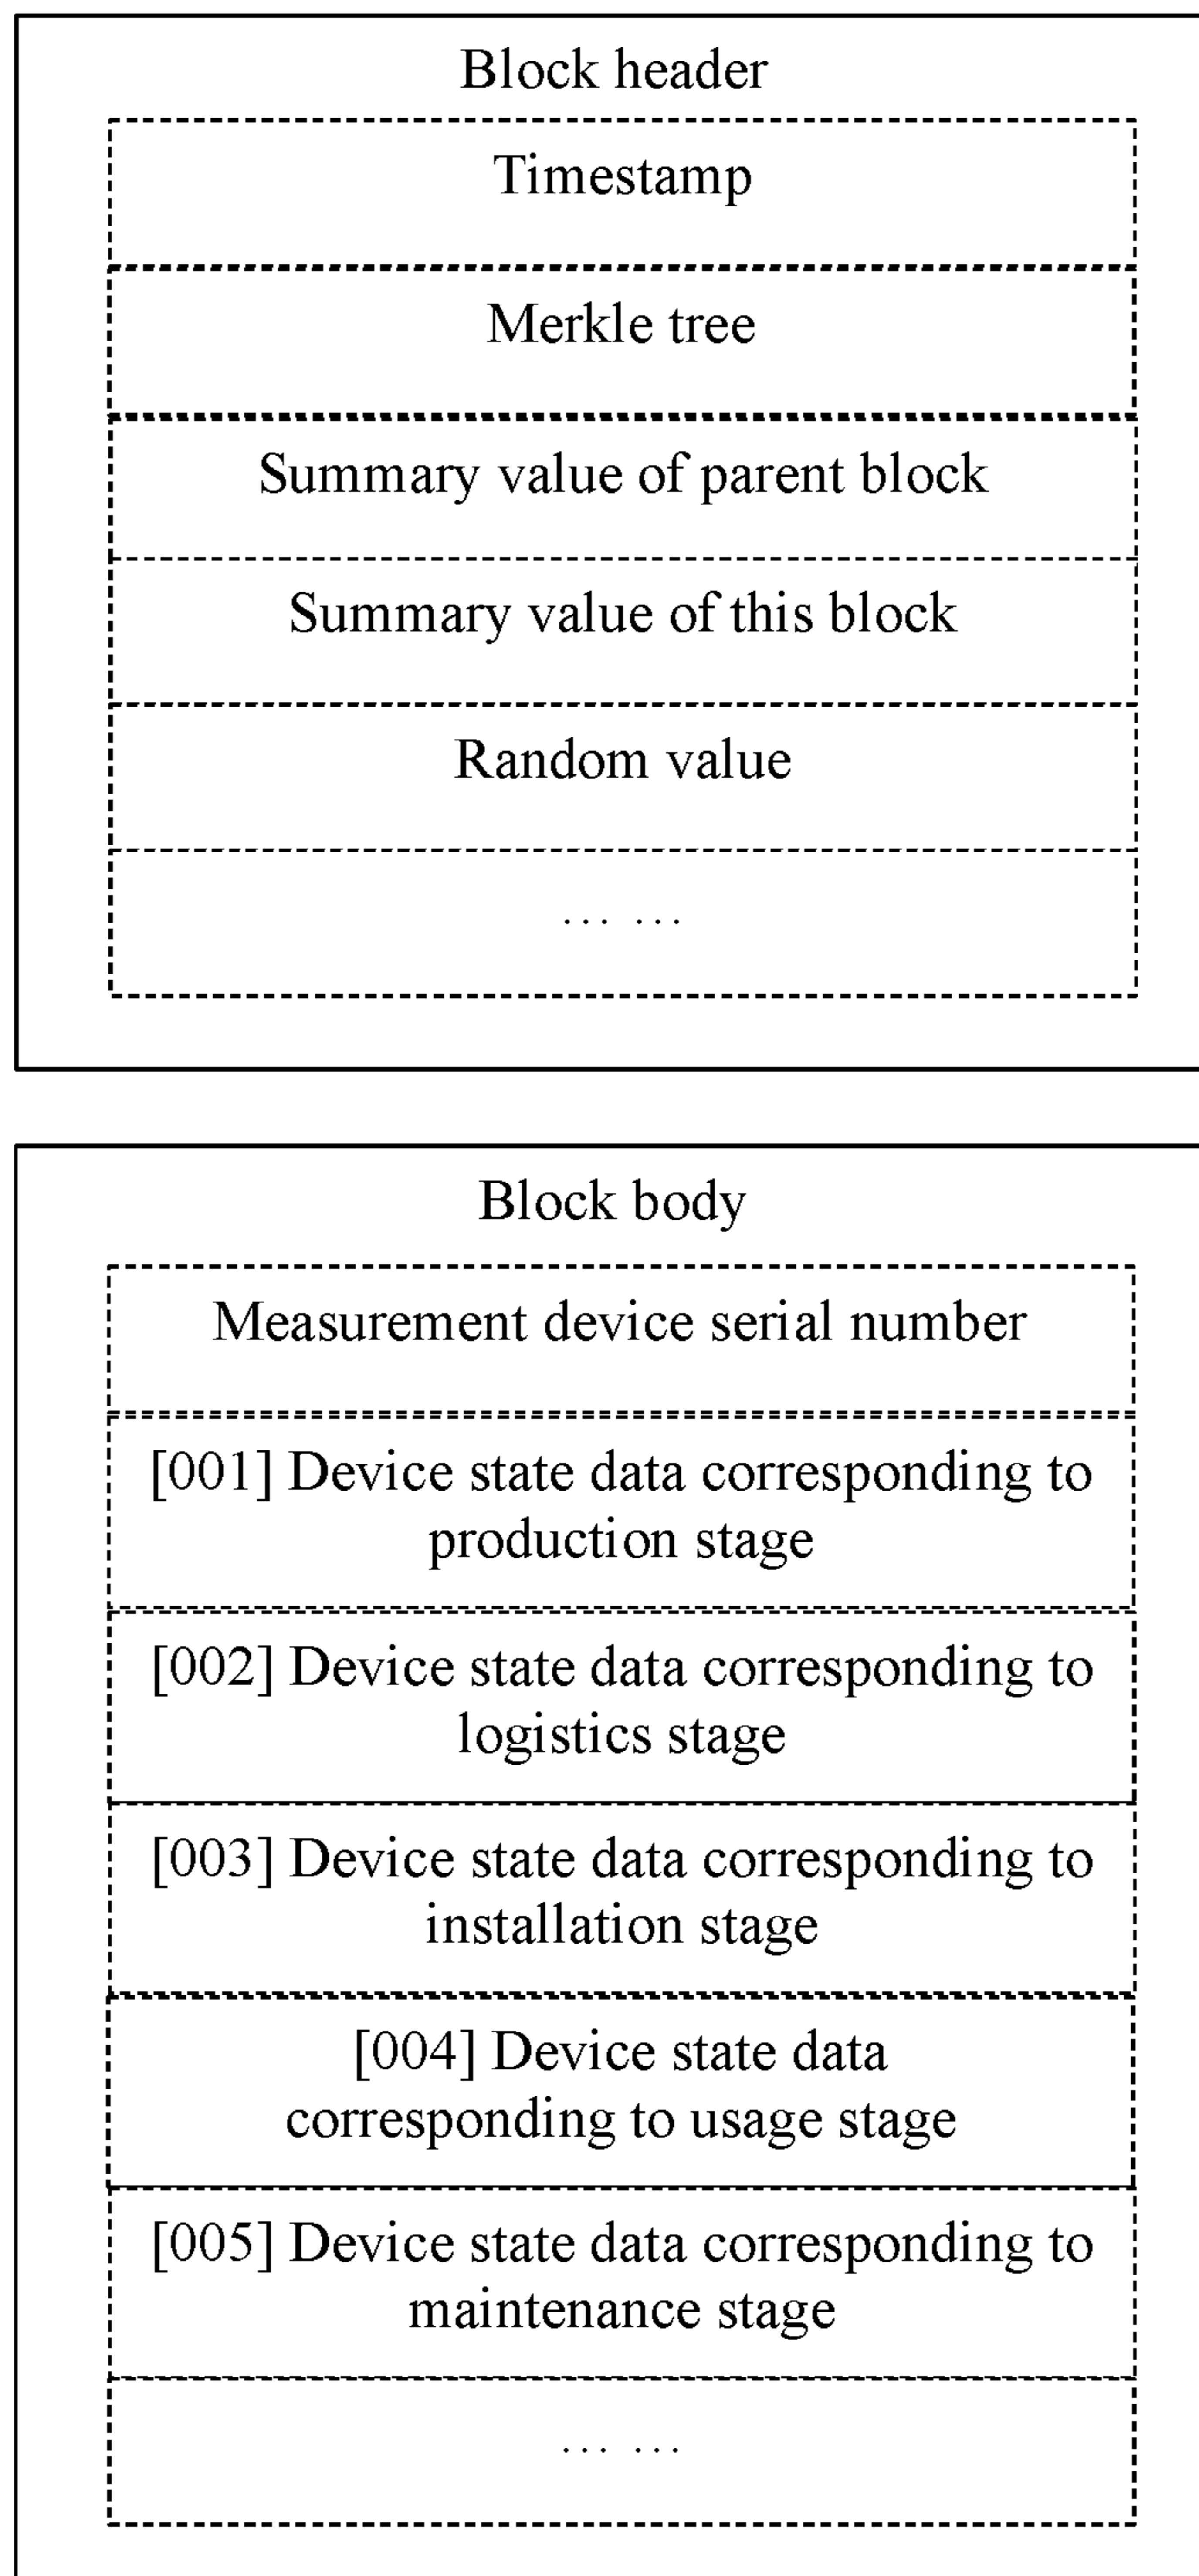 Block header
Timestamp
Merkle tree
Summary value of parent block
Summary value of this block
Random value
... ...
Block body
Measurement device serial number
[001] Device state data corresponding to
production stage
[002] Device state data corresponding to
logistics stage
[003] Device state data corresponding to
installation stage
[004] Device state data
corresponding to usage stage
[005] Device state data corresponding to
maintenance stage
... ...